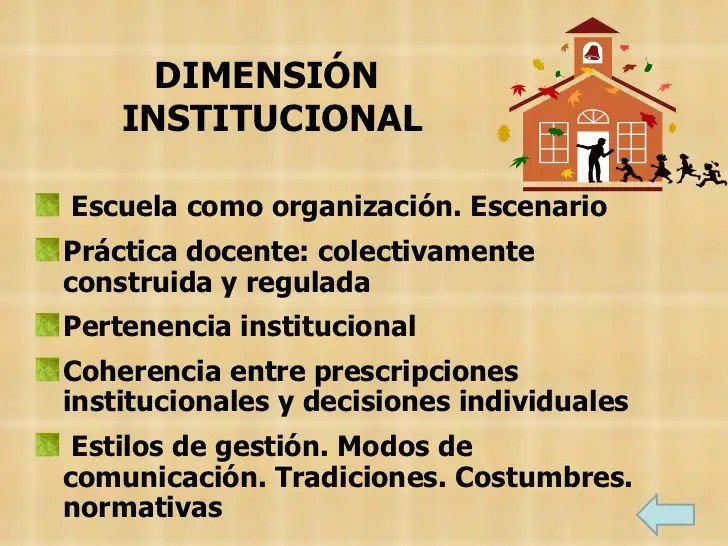 DIMENSIÓN
INSTITUCIONAL
Escuela como organización. Escenario
Práctica docente: colectivamente
construida y regulada
Pertenencia institucional
Coherencia entre prescripciones
institucionales y decisiones individuales
Estilos de gestión. Modos de
comunicación. Tradiciones. Costumbres.
normativas